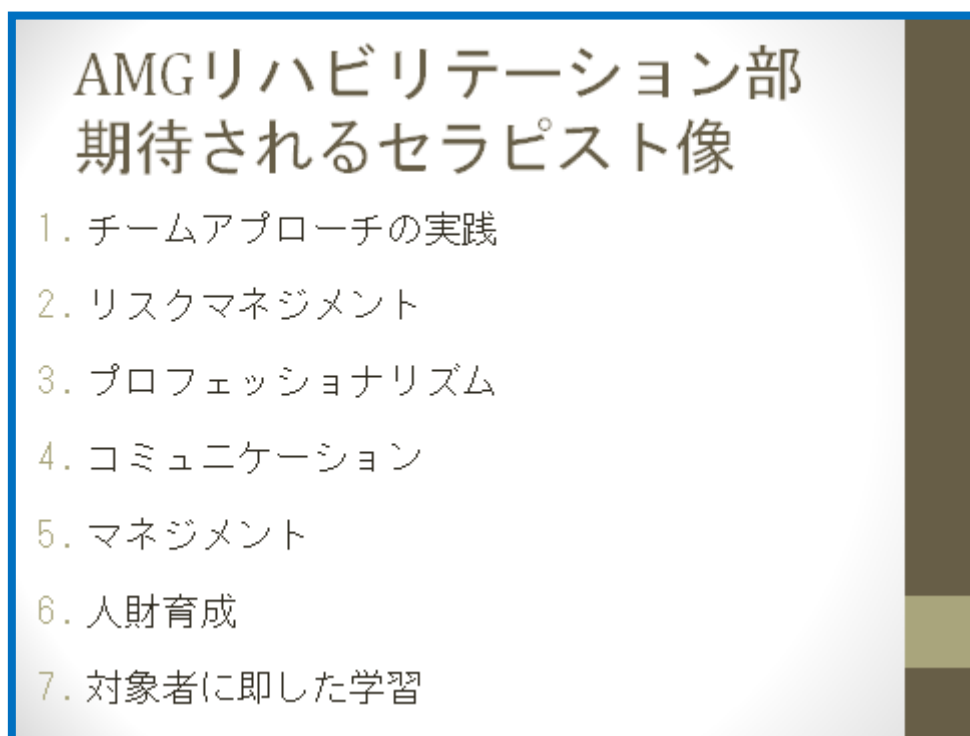 AMGリハビリテーション部
期待されるセラピスト像
1. チームアプローチの実践
2. リスクマネジメント
3. プロフェッショナリズム
4. コミュニケーション
5. マネジメント
6. 人財育成
7. 対象者に即した学習